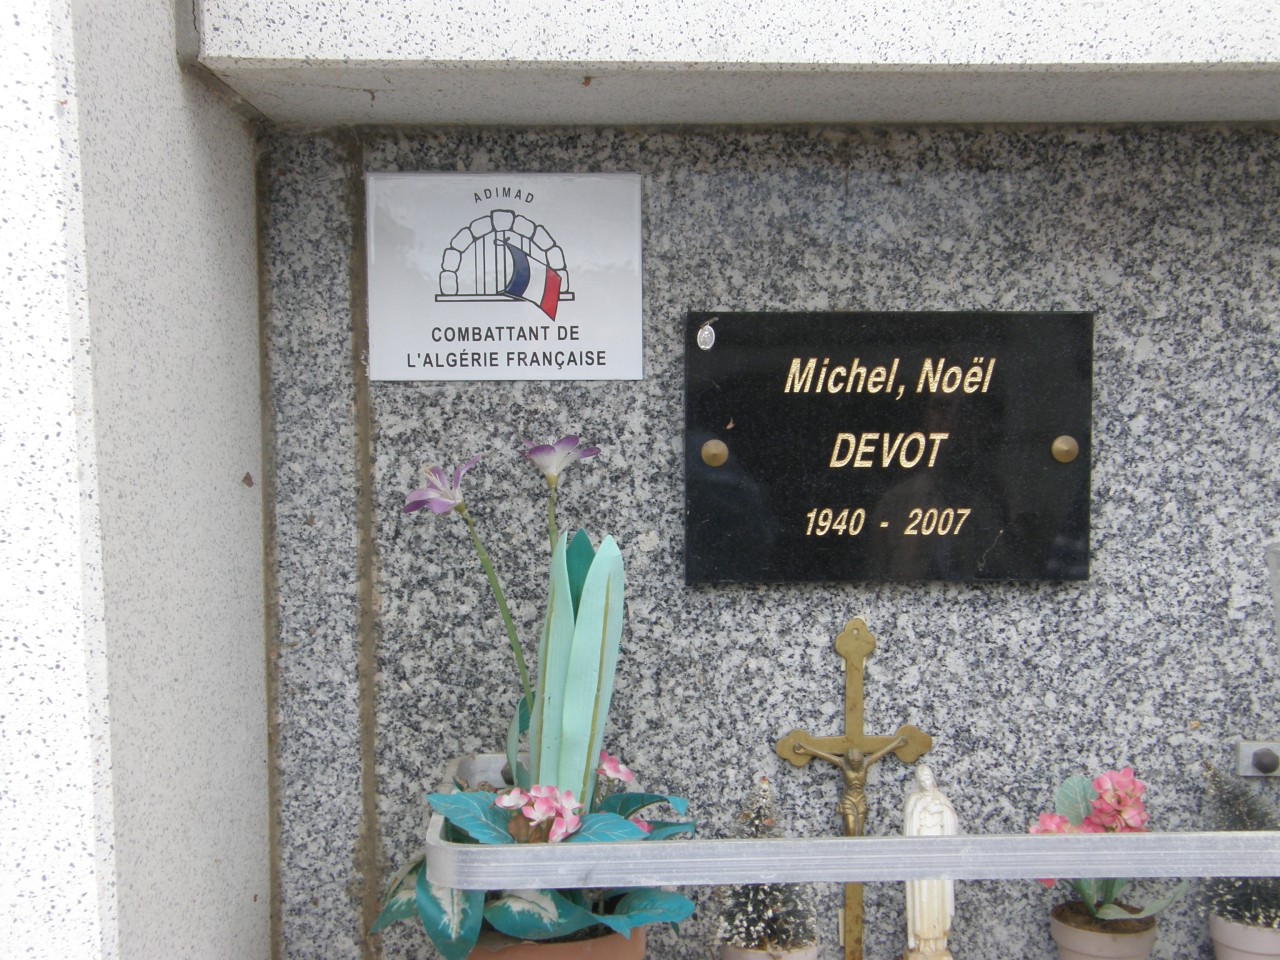 ADIMAD
COMBATTANT DE
L'ALGÉRIE FRANÇAISE
Michel, Noël
DEVOT
1940 - 2007